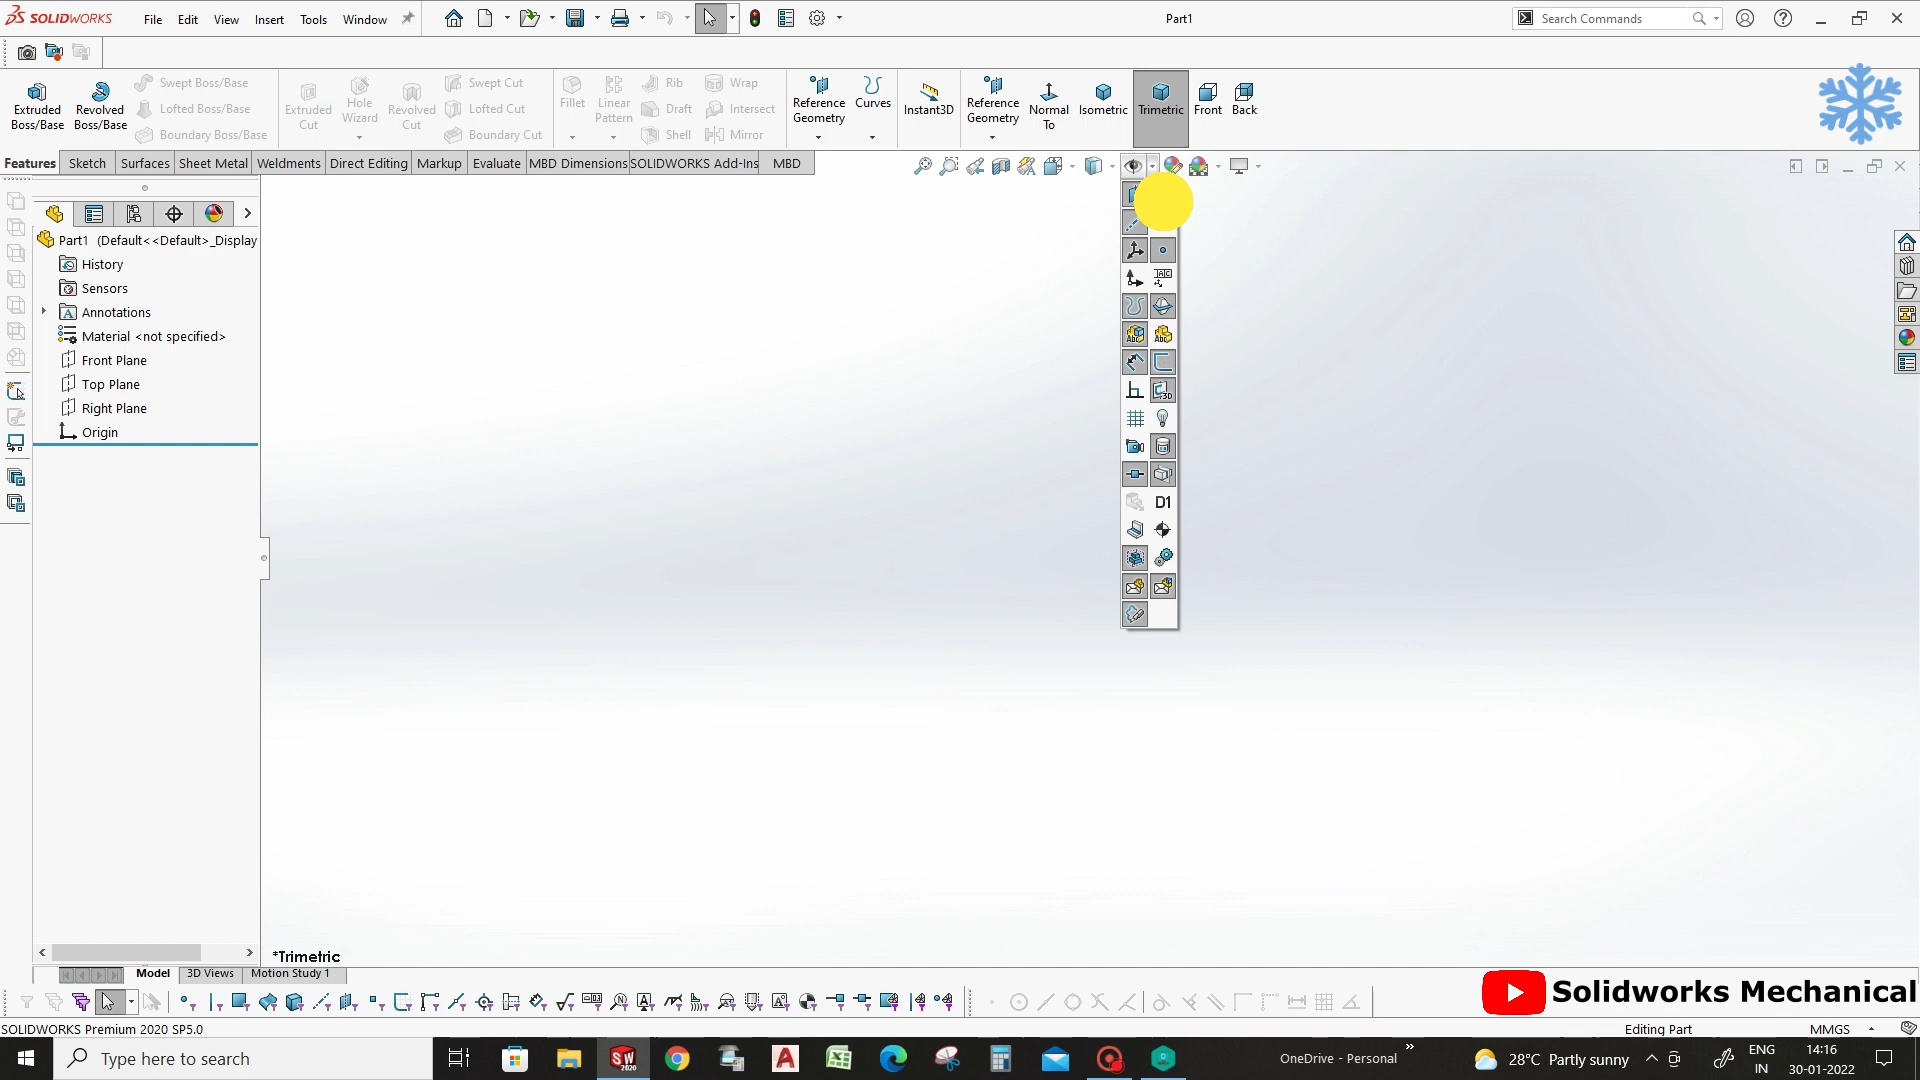 SOLIDWORKS File Edit View Insert Tools Window Part1 Search Commands
Extruded Boss/Base
Revolved Boss/Base
Swept Boss/Base
Lofted Boss/Base
Boundary Boss/Base
Extruded Cut
Hole Wizard
Revolved Cut
Swept Cut
Lofted Cut
Boundary Cut
Fillet
Linear Pattern
Rib
Draft
Shell
Wrap
Intersect
Mirror
Reference Geometry
Curves
Instant3D
Reference Geometry
Normal To
Isometric
Trimetric
Front
Back
Features Sketch Surfaces Sheet Metal Weldments Direct Editing Markup Evaluate MBD Dimensions SOLIDWORKS Add-Ins MBD
Part1 (Default<<Default>_Display
History
Sensors
Annotations
Material <not specified>
Front Plane
Top Plane
Right Plane
Origin
D1
*Trimetric
Model 3D Views Motion Study 1
Solidworks Mechanical
SOLIDWORKS Premium 2020 SP5.0 Editing Part MMGS
Type here to search OneDrive - Personal 28°C Partly sunny ENG IN 14:16 30-01-2022